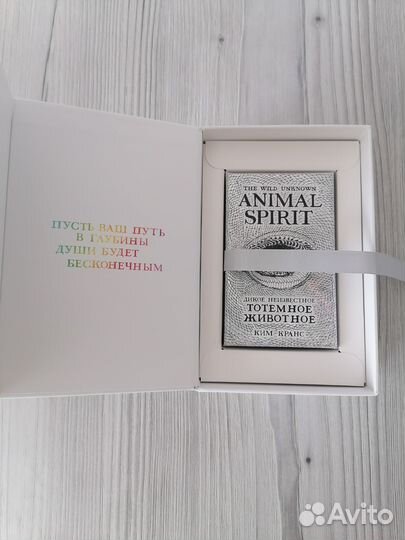 ПУСТЬ ВАШ ПУТЬ
В ГЛУБИНЫ
ДУШИ БУДЕТ
БЕСКОНЕЧНЫМ
THE WILD UNKNOWN
ANIMAL
SPIRIT
ДИКОЕ НЕИЗВЕСТНОЕ
ТОТЕМНОЕ
ЖИВОТНОЕ
КИМ КРАНС
Avito